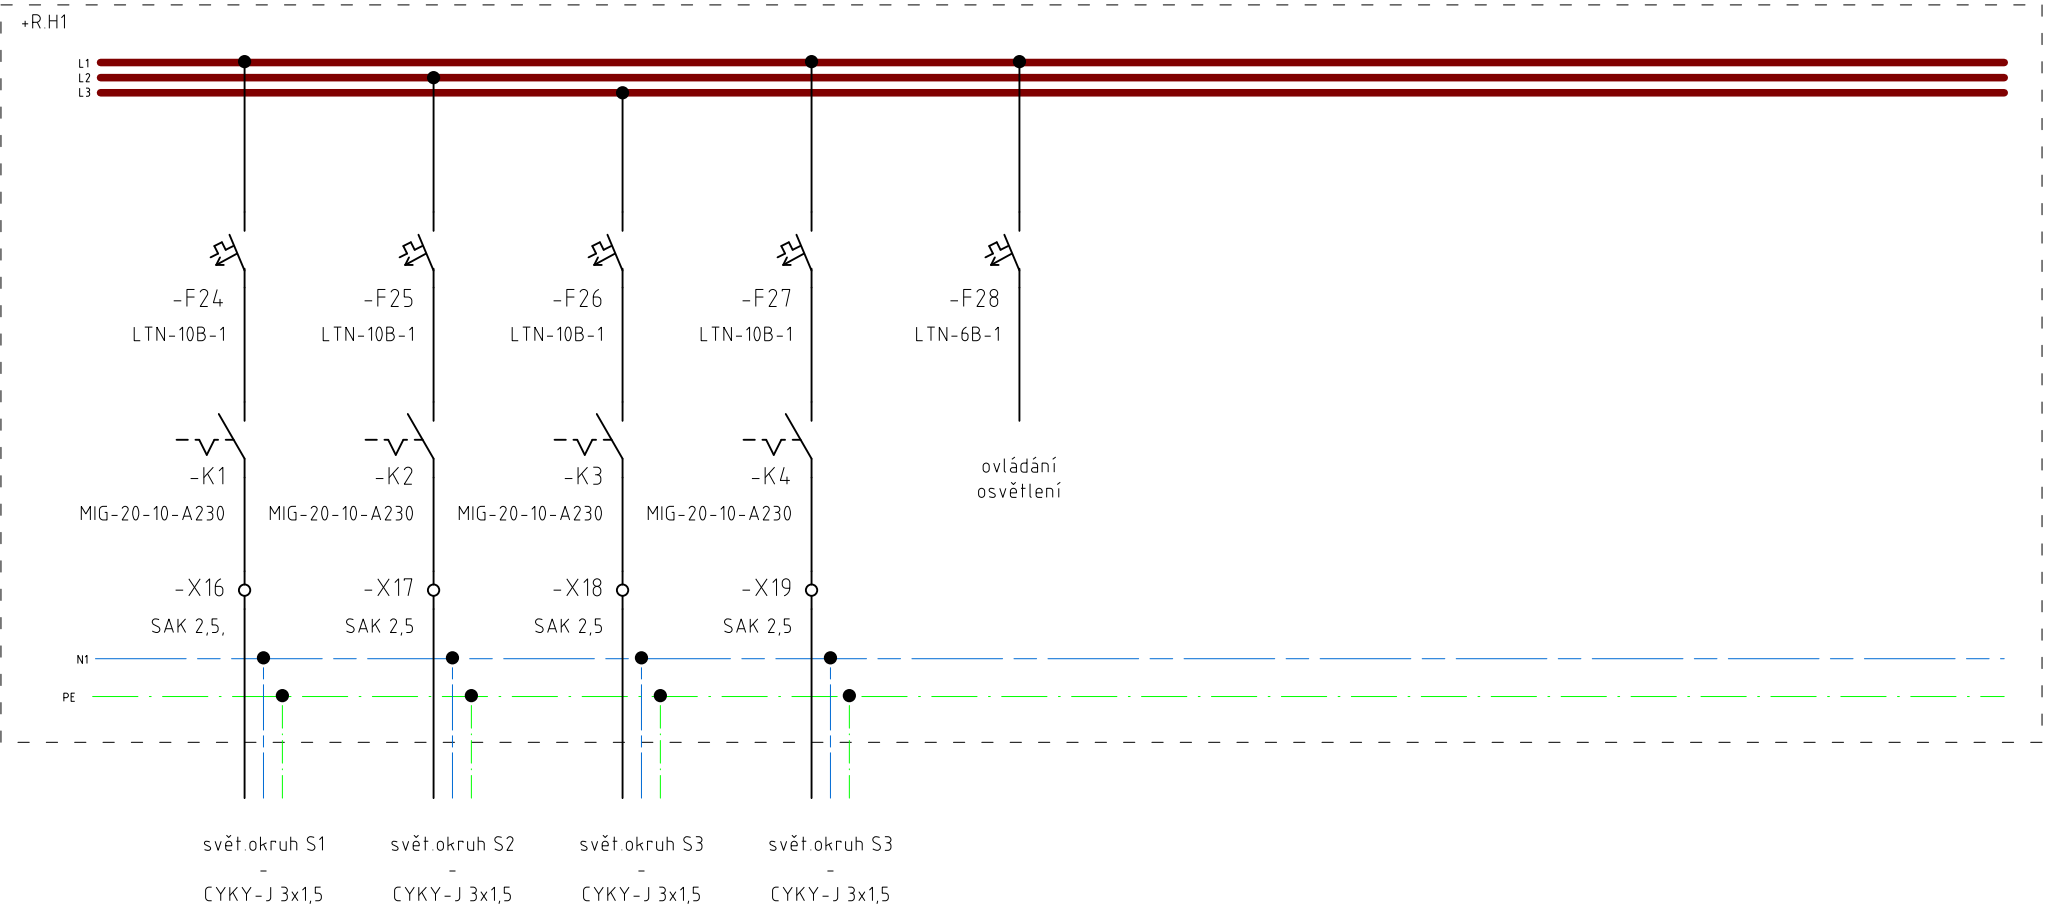 +R.H1
L1
L2
L3
-F24
LTN-10B-1
-F25
LTN-10B-1
-F26
LTN-10B-1
-F27
LTN-10B-1
-F28
LTN-6B-1
-K1
MIG-20-10-A230
-K2
MIG-20-10-A230
-K3
MIG-20-10-A230
-K4
MIG-20-10-A230
ovládání
osvětlení
-X16
SAK 2,5,
-X17
SAK 2,5
-X18
SAK 2,5
-X19
SAK 2,5
N1
PE
svět.okruh S1
-
CYKY-J 3x1,5
svět.okruh S2
-
CYKY-J 3x1,5
svět.okruh S3
-
CYKY-J 3x1,5
svět.okruh S3
-
CYKY-J 3x1,5